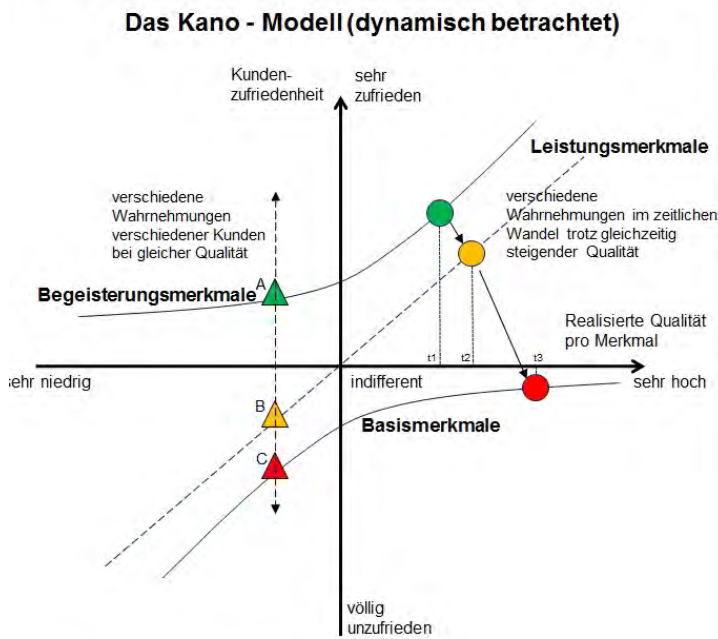 Das Kano - Modell (dynamisch betrachtet)
Kunden-
zufriedenheit
sehr
zufrieden
Leistungsmerkmale
verschiedene
Wahrnehmungen
verschiedener Kunden
bei gleicher Qualität
verschiedene
Wahrnehmungen im zeitlichen
Wandel trotz gleichzeitig
steigender Qualität
A
Begeisterungsmerkmale
Realisierte Qualität
pro Merkmal
t1
t2
t3
sehr niedrig
indifferent
sehr hoch
B
Basismerkmale
C
völlig
unzufrieden